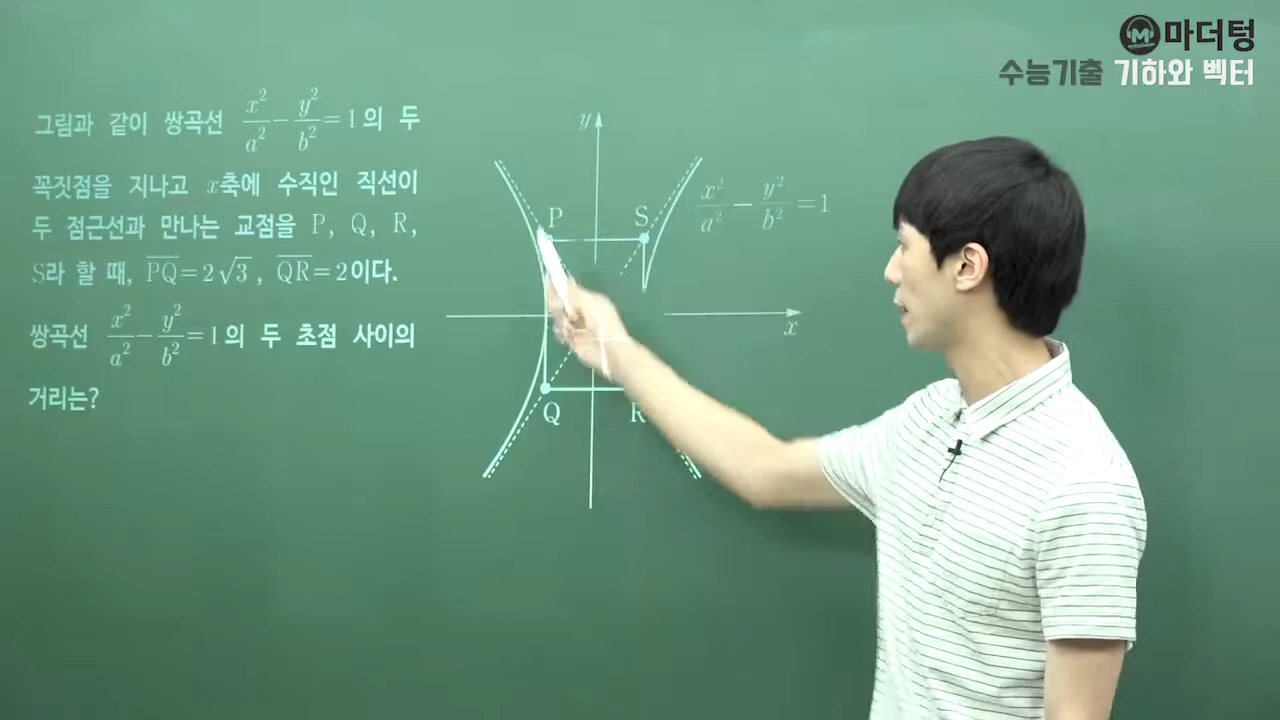 마더텅
수능기출 기하와 벡터
그림과 같이 쌍곡선 x²/a² − y²/b² = 1의 두
꼭짓점을 지나고 x축에 수직인 직선이
두 점근선과 만나는 교점을 P, Q, R,
S라 할 때, PQ = 2√3, QR = 2이다.
쌍곡선 x²/a² − y²/b² = 1의 두 초점 사이의
거리는?
y
P
S
x²/a² − y²/b² = 1
x
Q
R